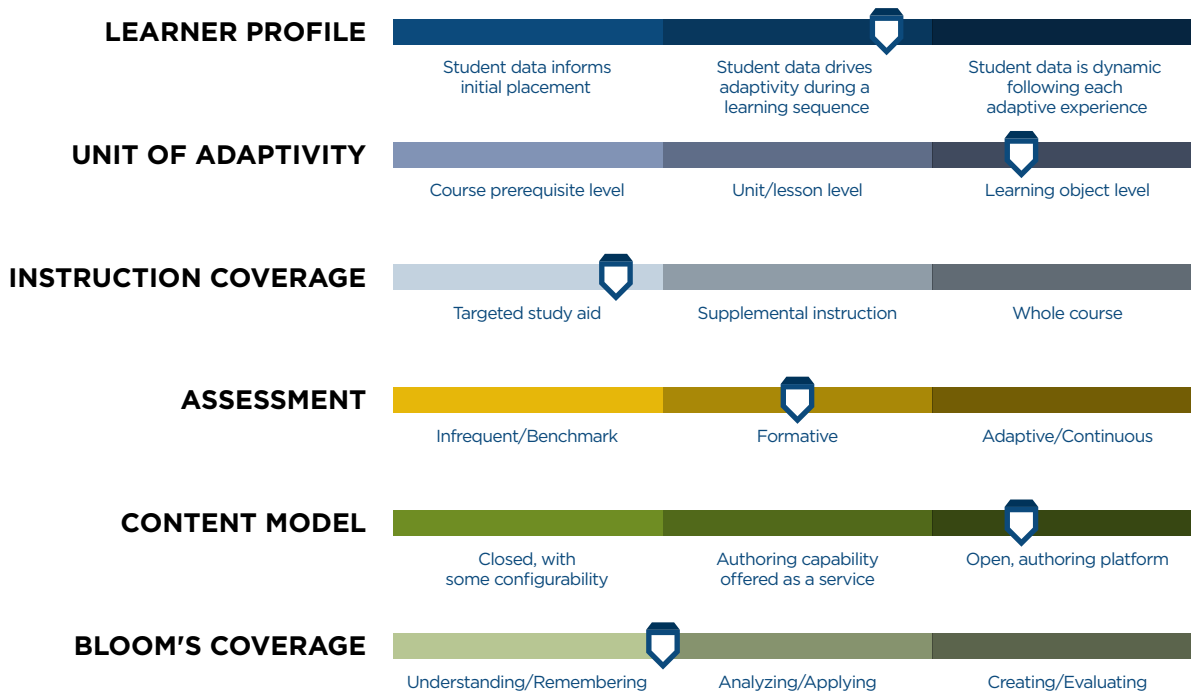 LEARNER PROFILE
Student data informs
initial placement
Student data drives
adaptivity during a
learning sequence
Student data is dynamic
following each
adaptive experience
UNIT OF ADAPTIVITY
Course prerequisite level
Unit/lesson level
Learning object level
INSTRUCTION COVERAGE
Targeted study aid
Supplemental instruction
Whole course
ASSESSMENT
Infrequent/Benchmark
Formative
Adaptive/Continuous
CONTENT MODEL
Closed, with
some configurability
Authoring capability
offered as a service
Open, authoring platform
BLOOM'S COVERAGE
Understanding/Remembering
Analyzing/Applying
Creating/Evaluating